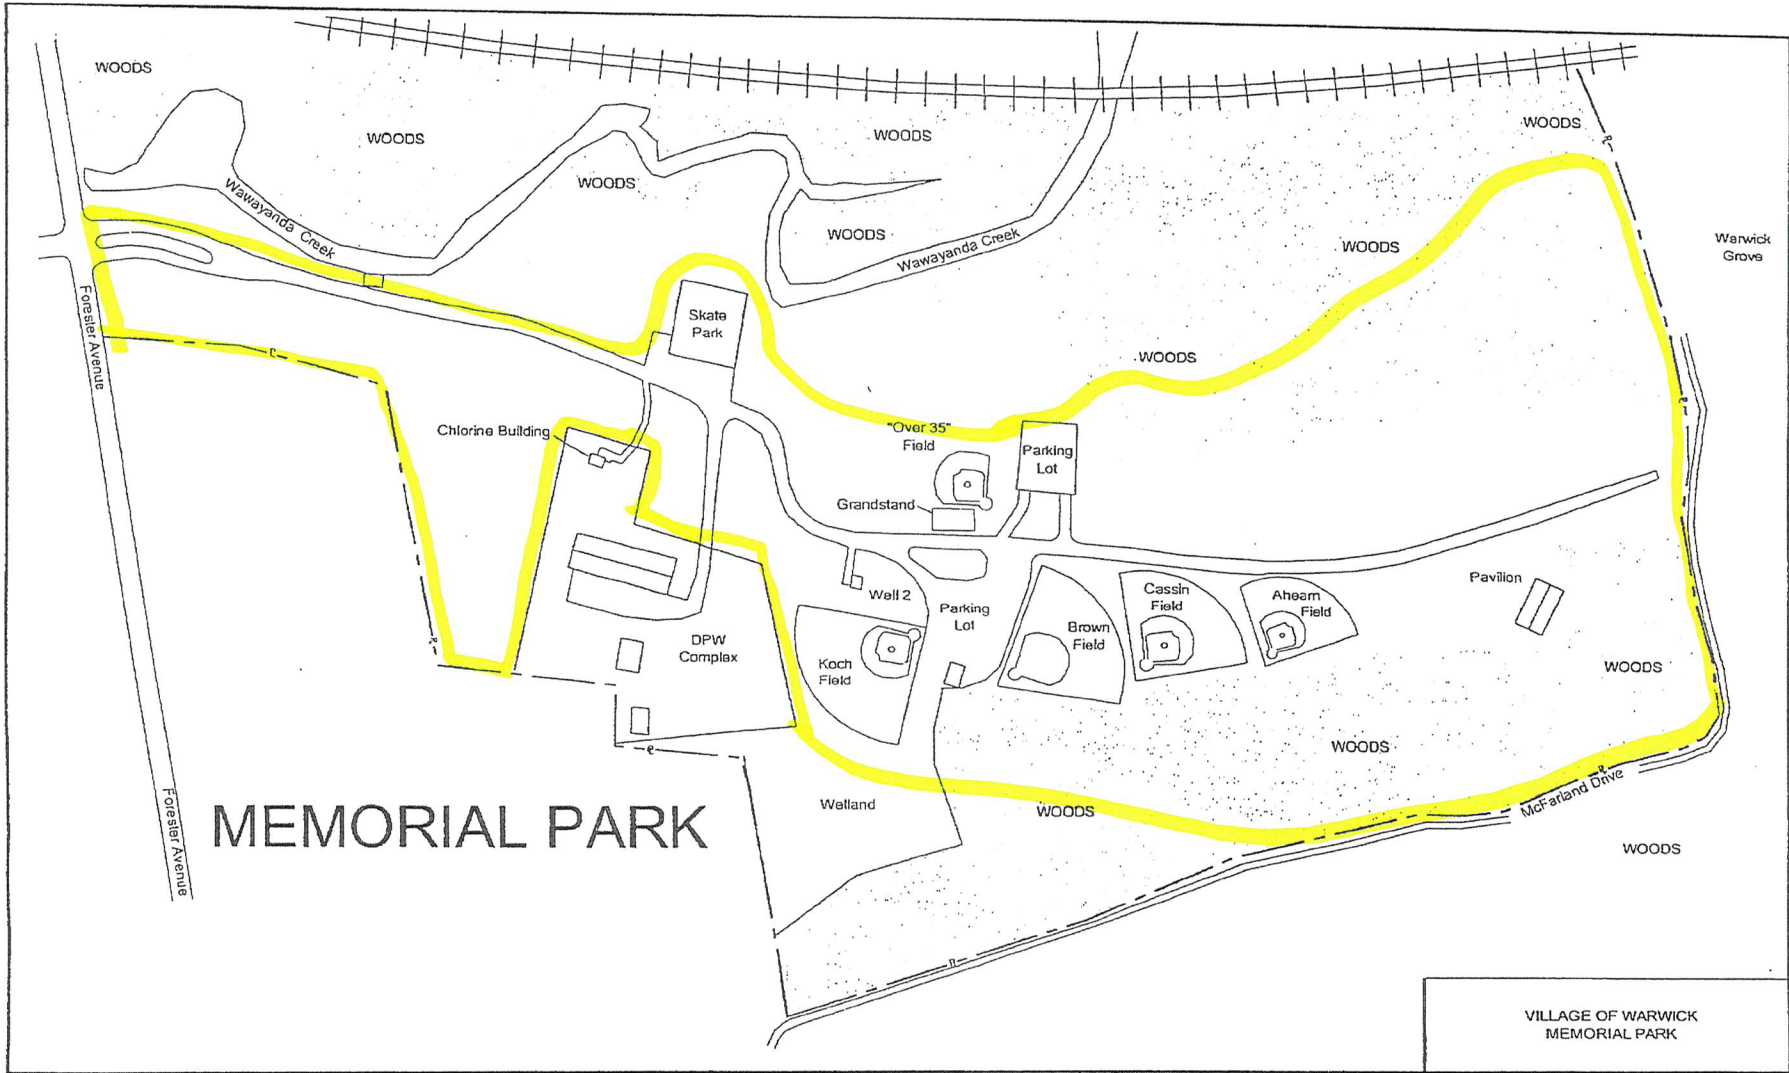 WOODS
WOODS
WOODS
WOODS
WOODS
WOODS
Wawayanda Creek
Wawayanda Creek
WOODS
Warwick
Grove
Forester Avenue
Skate
Park
WOODS
Chlorine Building
"Over 35"
Field
Parking
Lot
Grandstand
Well 2
Parking
Lot
Cassin
Field
Ahearn
Field
Pavilion
Brown
Field
DPW
Complex
Koch
Field
WOODS
WOODS
Forester Avenue
MEMORIAL PARK
Wetland
WOODS
McFarland Drive
WOODS
VILLAGE OF WARWICK
MEMORIAL PARK